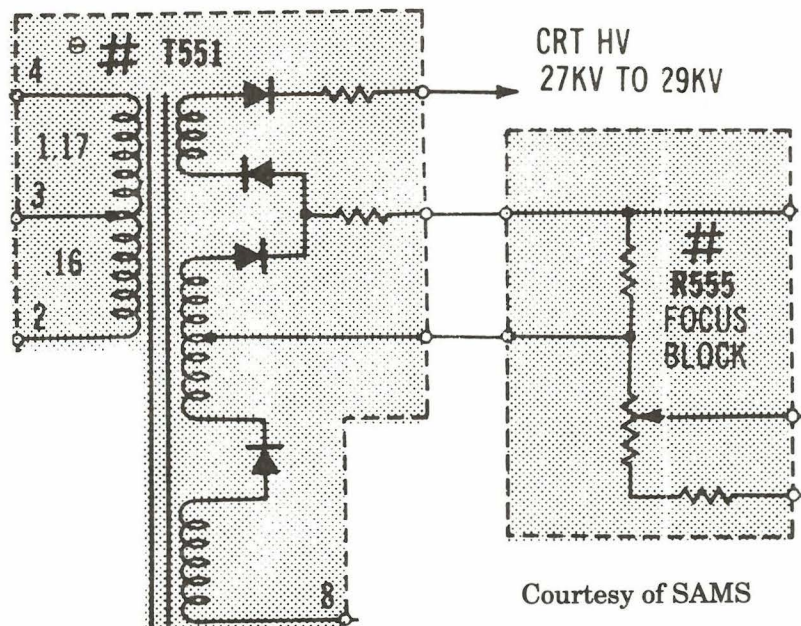 ⊖ # T551
CRT HV
27KV TO 29KV
4
1.17
3
.16
2
#
R555
FOCUS
BLOCK
8
Courtesy of SAMS